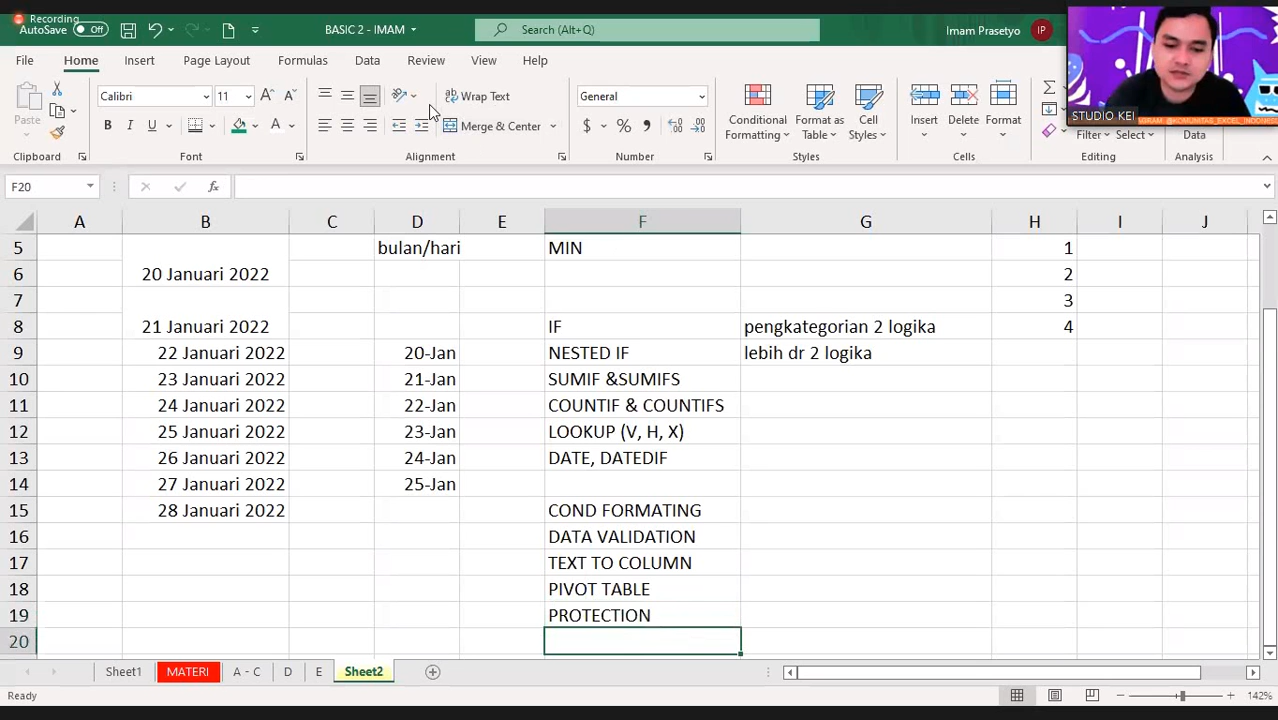 Recording
AutoSave Off
BASIC 2 - IMAM
Search (Alt+Q)
Imam Prasetyo
IP
File
Home
Insert
Page Layout
Formulas
Data
Review
View
Help
Paste
Calibri
11
B I U
Wrap Text
Merge & Center
General
Conditional Formatting
Format as Table
Cell Styles
Insert
Delete
Format
Filter
Select
Data
Clipboard
Font
Alignment
Number
Styles
Cells
Editing
Analysis
STUDIO KEI
@KOMUNITAS_EXCEL_INDONES
F20
fx
A B C D E F G H I J
5 bulan/hari MIN 1
6 20 Januari 2022 2
7 3
8 21 Januari 2022 IF pengkategorian 2 logika 4
9 22 Januari 2022 20-Jan NESTED IF lebih dr 2 logika
10 23 Januari 2022 21-Jan SUMIF &SUMIFS
11 24 Januari 2022 22-Jan COUNTIF & COUNTIFS
12 25 Januari 2022 23-Jan LOOKUP (V, H, X)
13 26 Januari 2022 24-Jan DATE, DATEDIF
14 27 Januari 2022 25-Jan
15 28 Januari 2022 COND FORMATING
16 DATA VALIDATION
17 TEXT TO COLUMN
18 PIVOT TABLE
19 PROTECTION
20
Sheet1
MATERI
A - C
D
E
Sheet2
Ready
142%